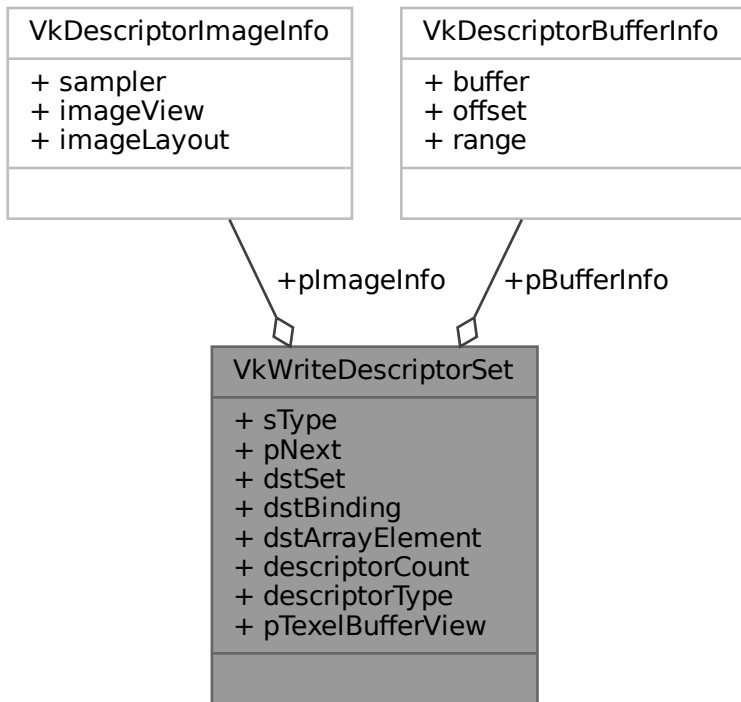 VkDescriptorImageInfo
+ sampler
+ imageView
+ imageLayout
VkDescriptorBufferInfo
+ buffer
+ offset
+ range
+pImageInfo
+pBufferInfo
VkWriteDescriptorSet
+ sType
+ pNext
+ dstSet
+ dstBinding
+ dstArrayElement
+ descriptorCount
+ descriptorType
+ pTexelBufferView